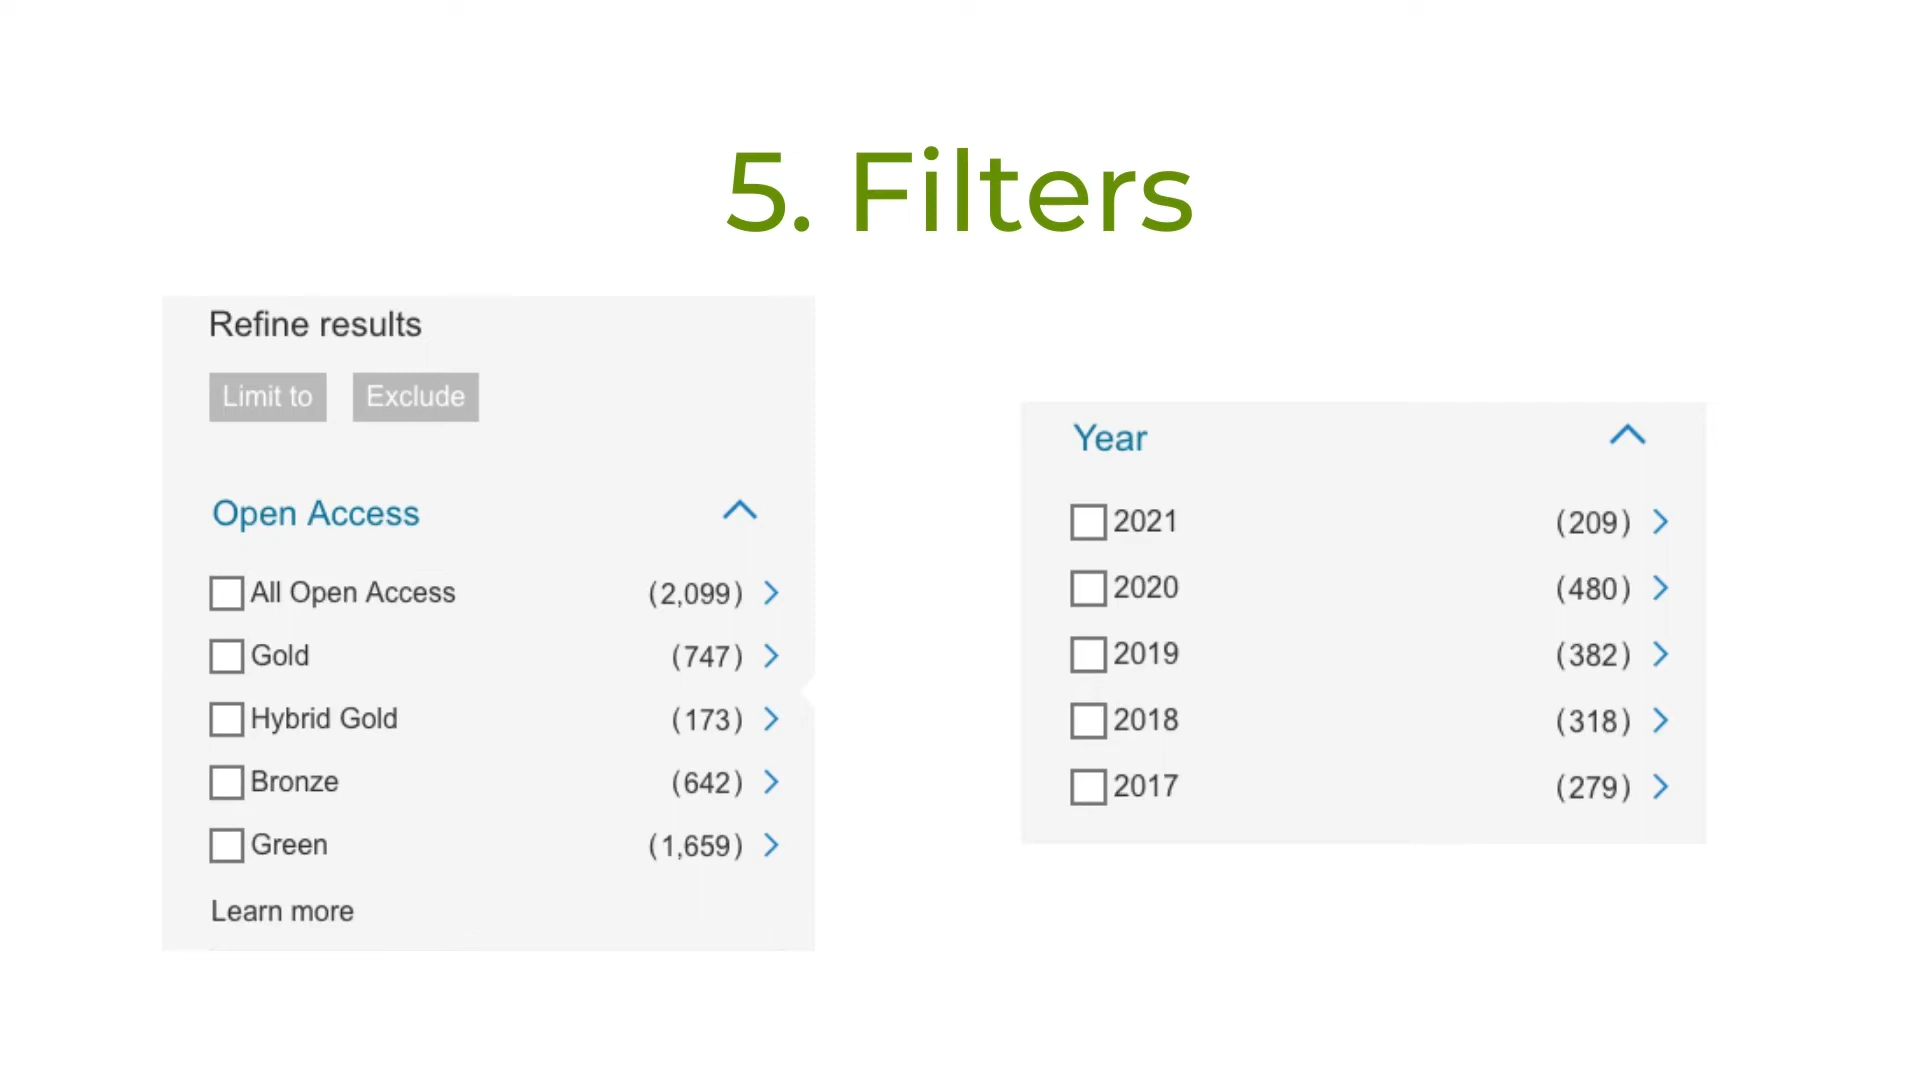 5. Filters
Refine results
Limit to Exclude
Open Access
All Open Access (2,099)
Gold (747)
Hybrid Gold (173)
Bronze (642)
Green (1,659)
Learn more
Year
2021 (209)
2020 (480)
2019 (382)
2018 (318)
2017 (279)